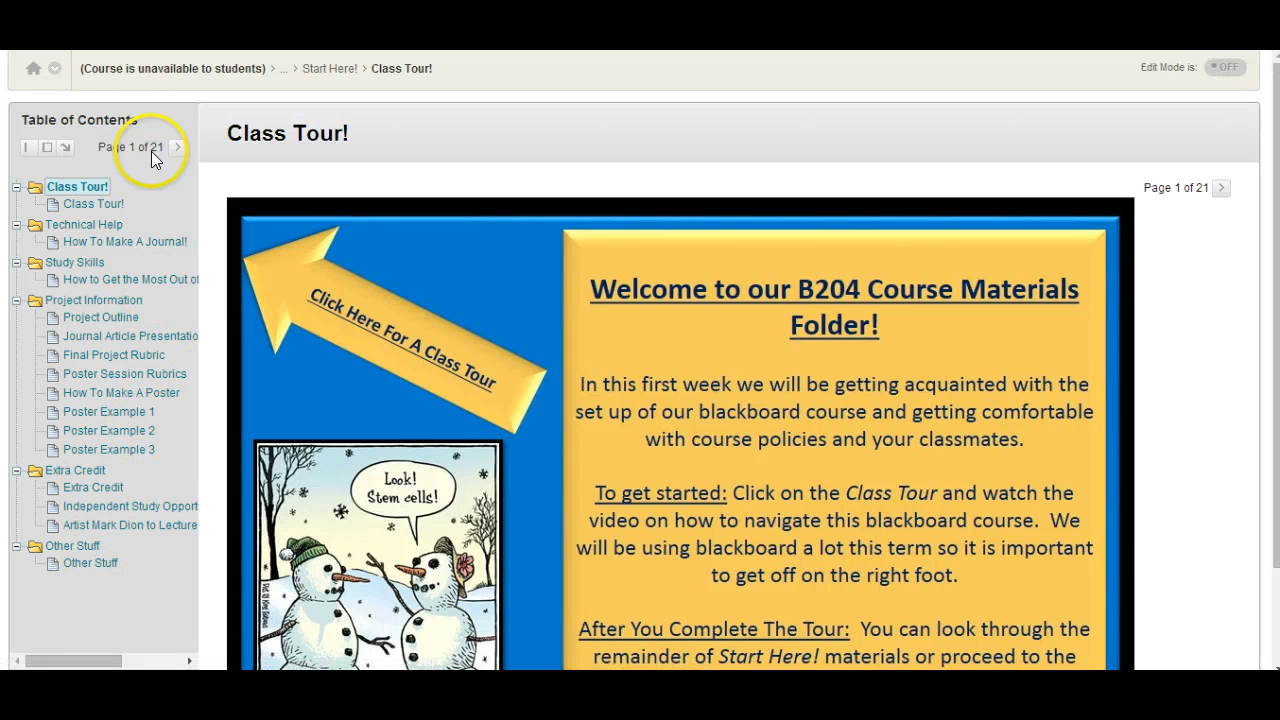 (Course is unavailable to students) > ... > Start Here! > Class Tour!
Edit Mode is: OFF
Table of Contents
Page 1 of 21
Class Tour!
Class Tour!
Technical Help
How To Make A Journal!
Study Skills
How to Get the Most Out of
Project Information
Project Outline
Journal Article Presentatio
Final Project Rubric
Poster Session Rubrics
How To Make A Poster
Poster Example 1
Poster Example 2
Poster Example 3
Extra Credit
Extra Credit
Independent Study Opport
Artist Mark Dion to Lecture
Other Stuff
Other Stuff
Class Tour!
Page 1 of 21
Click Here For A Class Tour
Look!
Stem cells!
Welcome to our B204 Course Materials
Folder!
In this first week we will be getting acquainted with the
set up of our blackboard course and getting comfortable
with course policies and your classmates.
To get started: Click on the Class Tour and watch the
video on how to navigate this blackboard course. We
will be using blackboard a lot this term so it is important
to get off on the right foot.
After You Complete The Tour: You can look through the
remainder of Start Here! materials or proceed to the